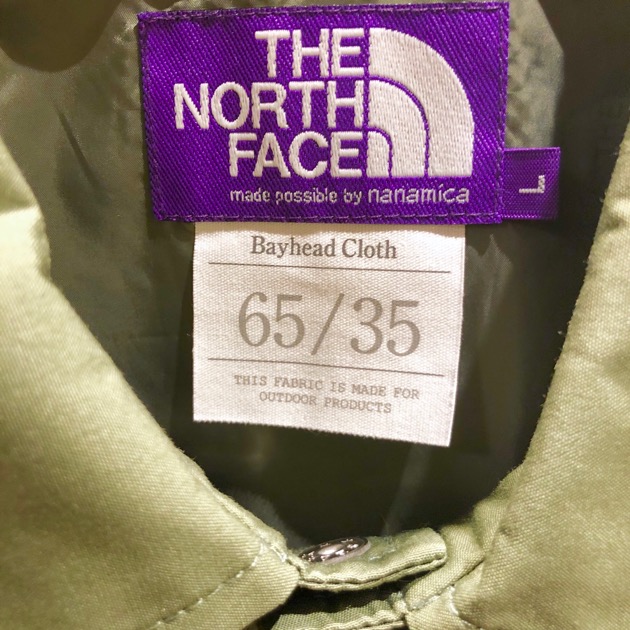 THE
NORTH
FACE
made possible by nanamica
L
Bayhead Cloth
65/35
THIS FABRIC IS MADE FOR
OUTDOOR PRODUCTS